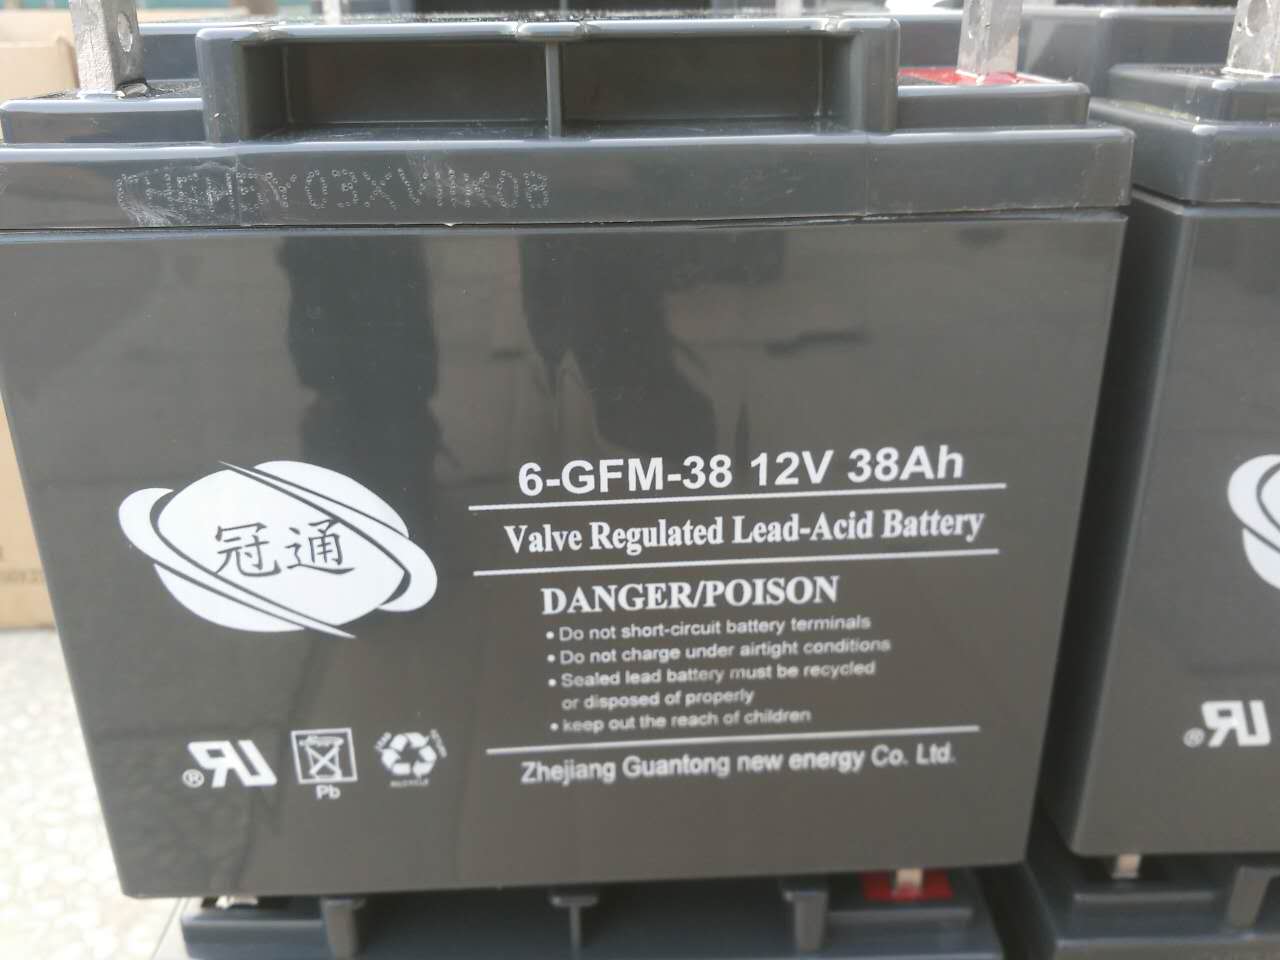 冠通
6-GFM-38 12V 38Ah
Valve Regulated Lead-Acid Battery
DANGER/POISON
• Do not short-circuit battery terminals
• Do not charge under airtight conditions
• Sealed lead battery must be recycled
or disposed of properly
• keep out the reach of children
Zhejiang Guantong new energy Co. Ltd.
Pb